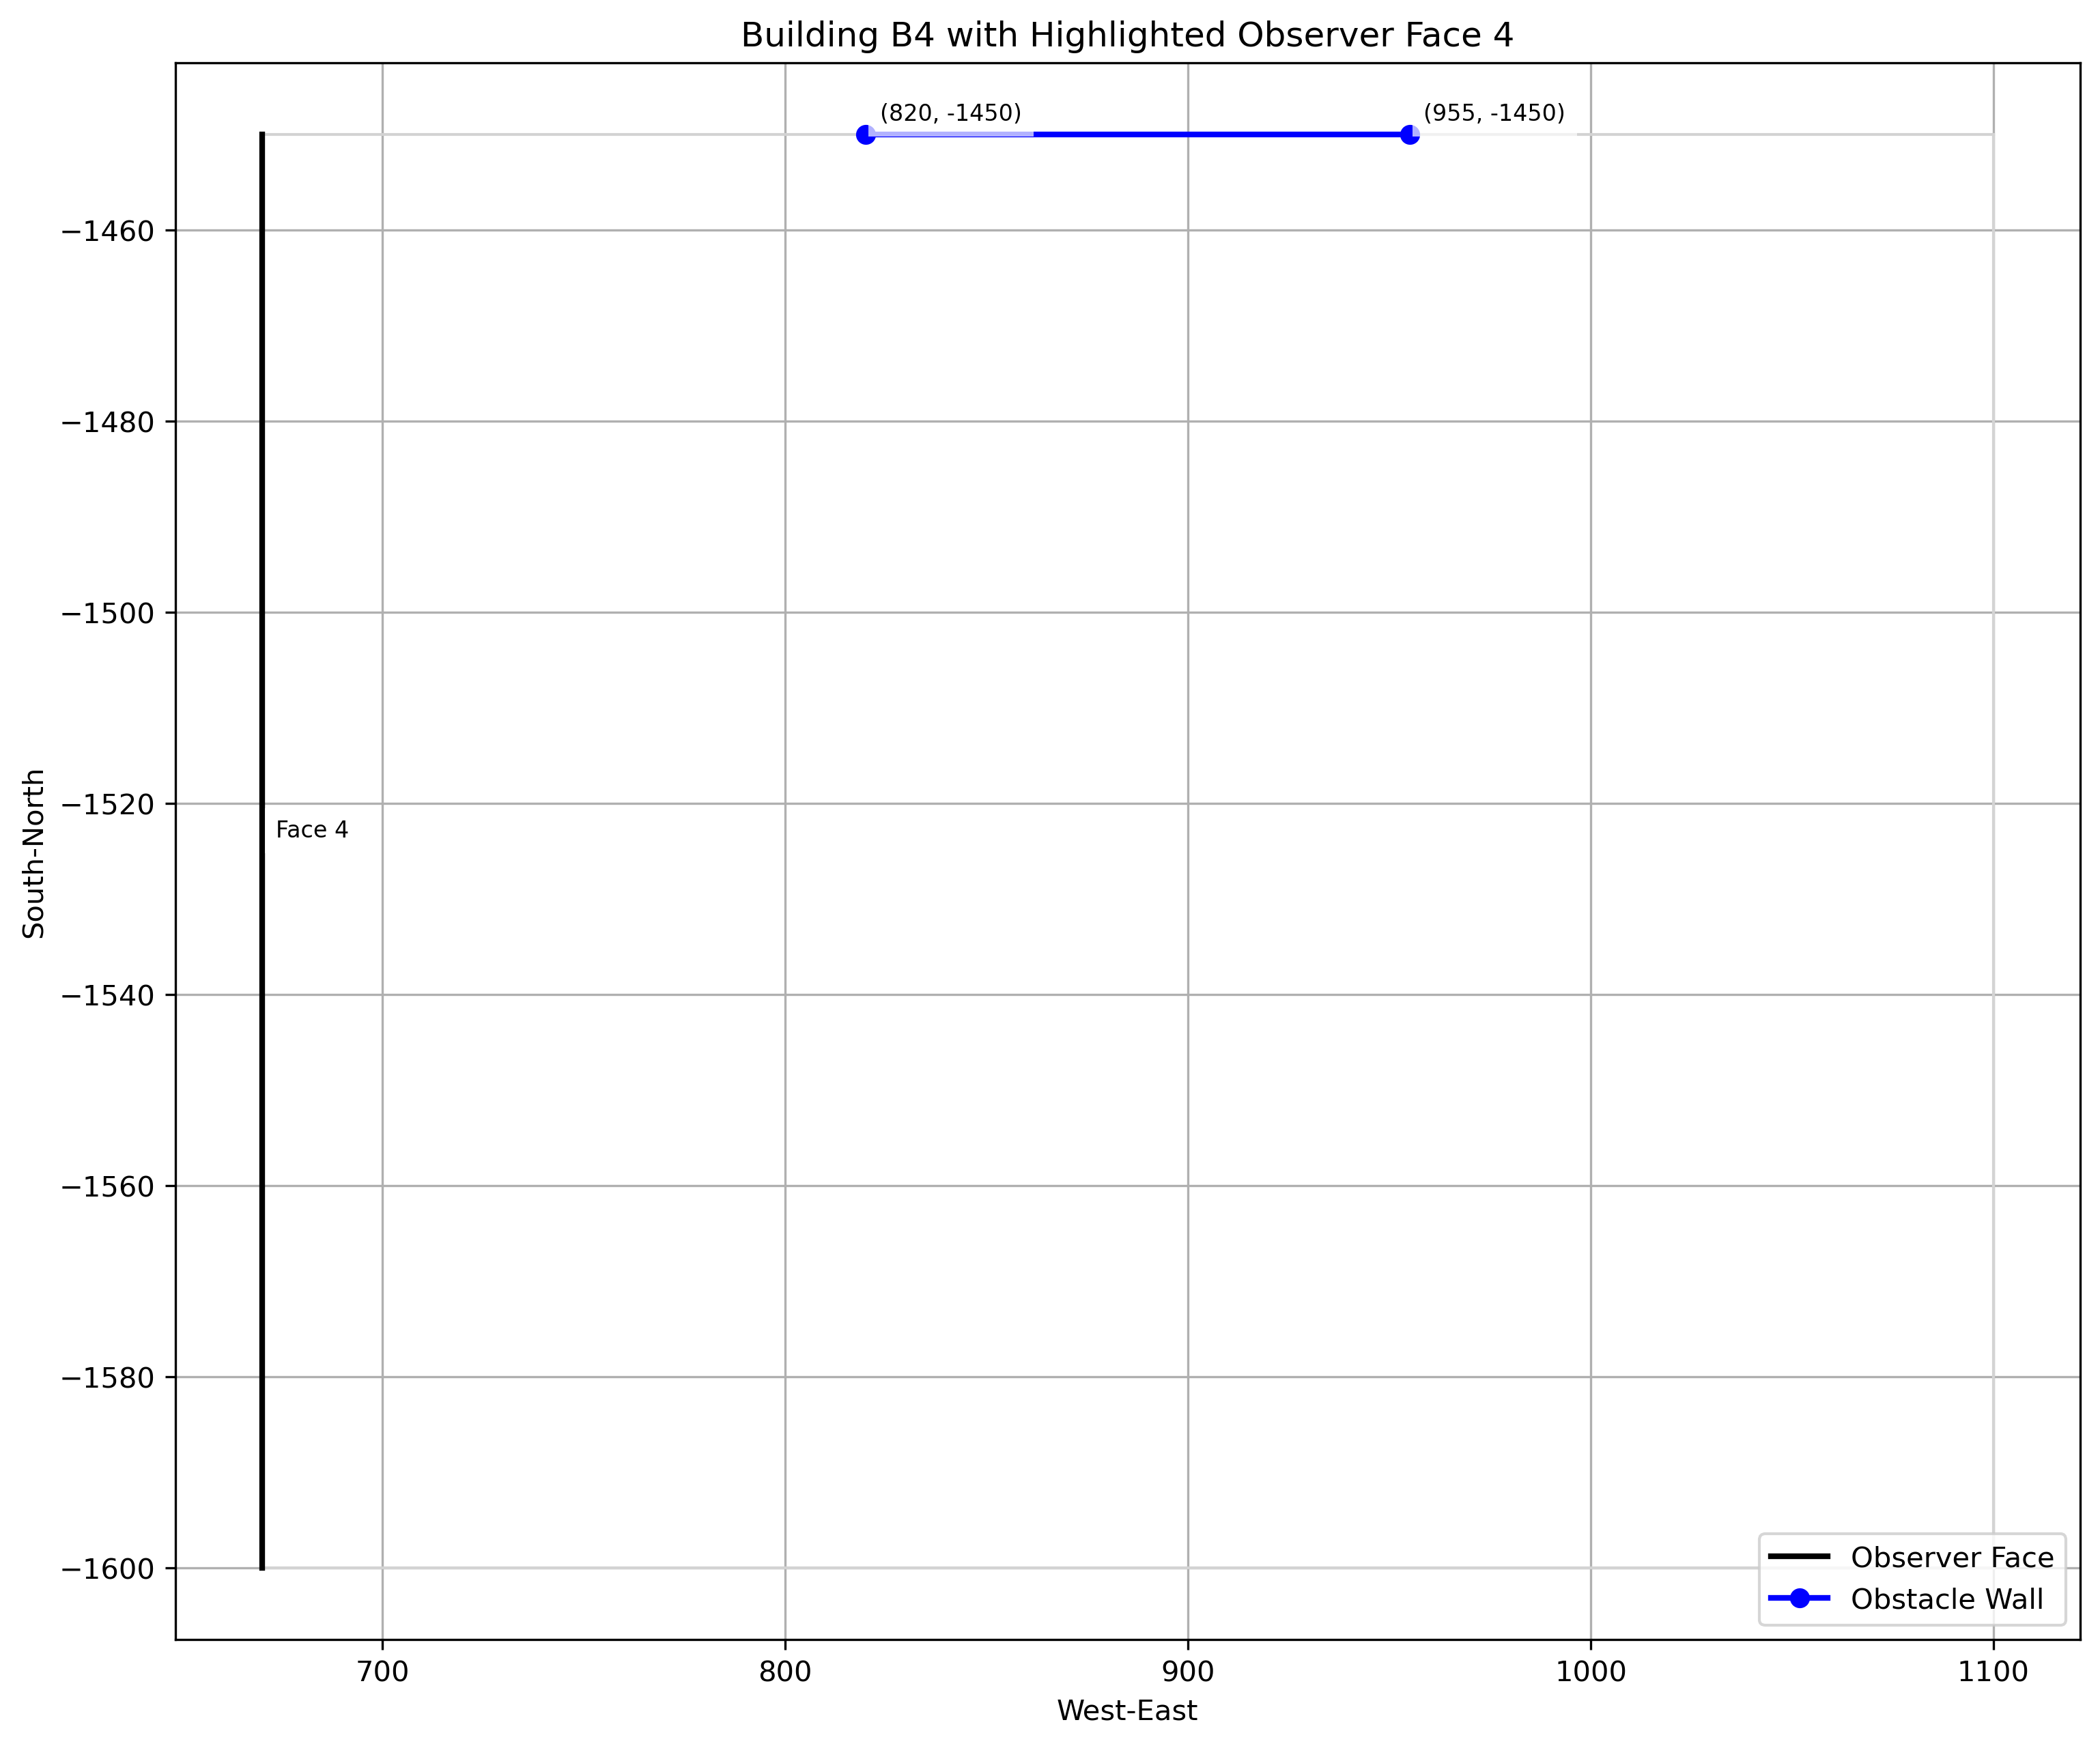 Building B4 with Highlighted Observer Face 4
(820, -1450)
(955, -1450)
−1460
−1480
−1500
−1520
Face 4
−1540
−1560
−1580
−1600
South-North
Observer Face
Obstacle Wall
700
800
900
1000
1100
West-East